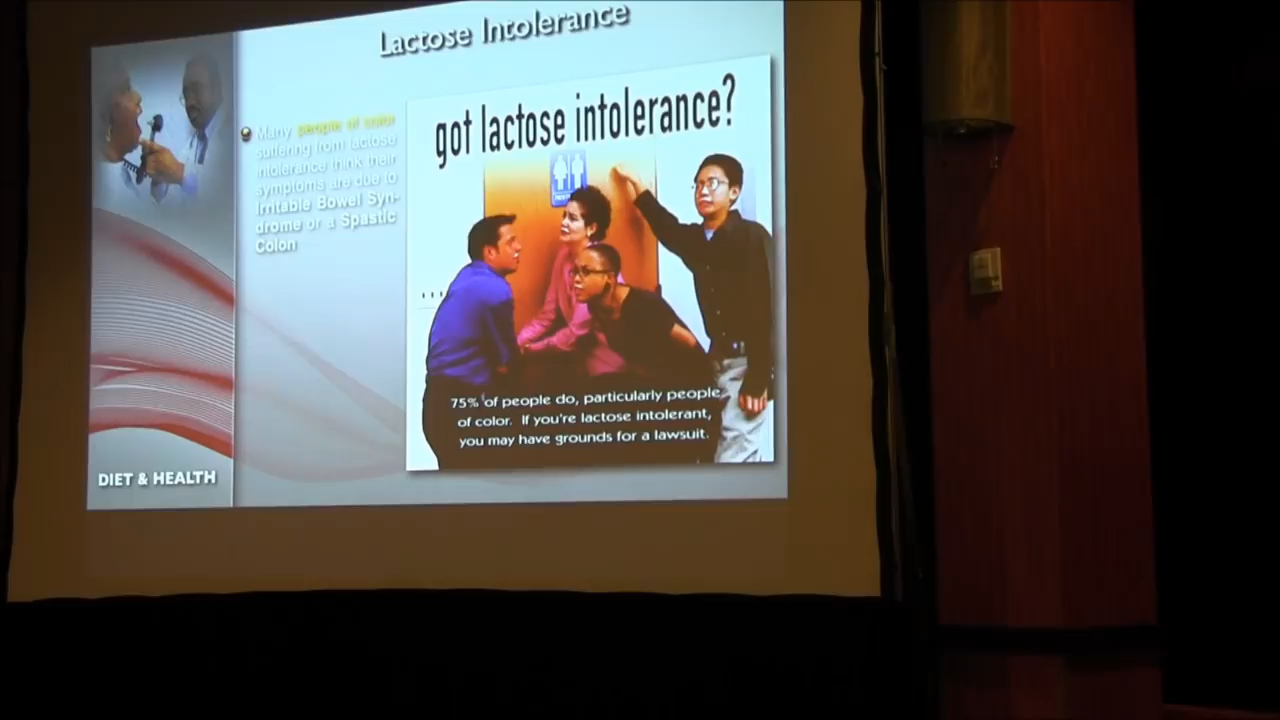 Lactose Intolerance
Many people of color
suffering from lactose
intolerance think their
symptoms are due to
Irritable Bowel Syn-
drome or a Spastic
Colon
got lactose intolerance?
75% of people do, particularly people
of color. If you're lactose intolerant,
you may have grounds for a lawsuit.
DIET & HEALTH